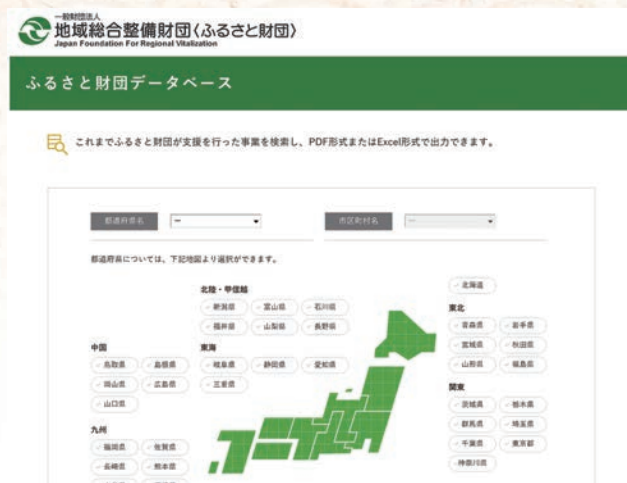 一般財団法人
地域総合整備財団〈ふるさと財団〉
Japan Foundation For Regional Vitalization
ふるさと財団データベース
これまでふるさと財団が支援を行った事業を検索し、PDF形式またはExcel形式で出力できます。
都道府県名
市区町村名
都道府県については、下記地図より選択ができます。
北海道
北陸・甲信越
新潟県 富山県 石川県
福井県 山梨県 長野県
東北
青森県 岩手県
宮城県 秋田県
山形県 福島県
中国
鳥取県 島根県
岡山県 広島県
山口県
東海
岐阜県 静岡県 愛知県
三重県
関東
茨城県 栃木県
群馬県 埼玉県
千葉県 東京都
神奈川県
九州
福岡県 佐賀県
長崎県 熊本県